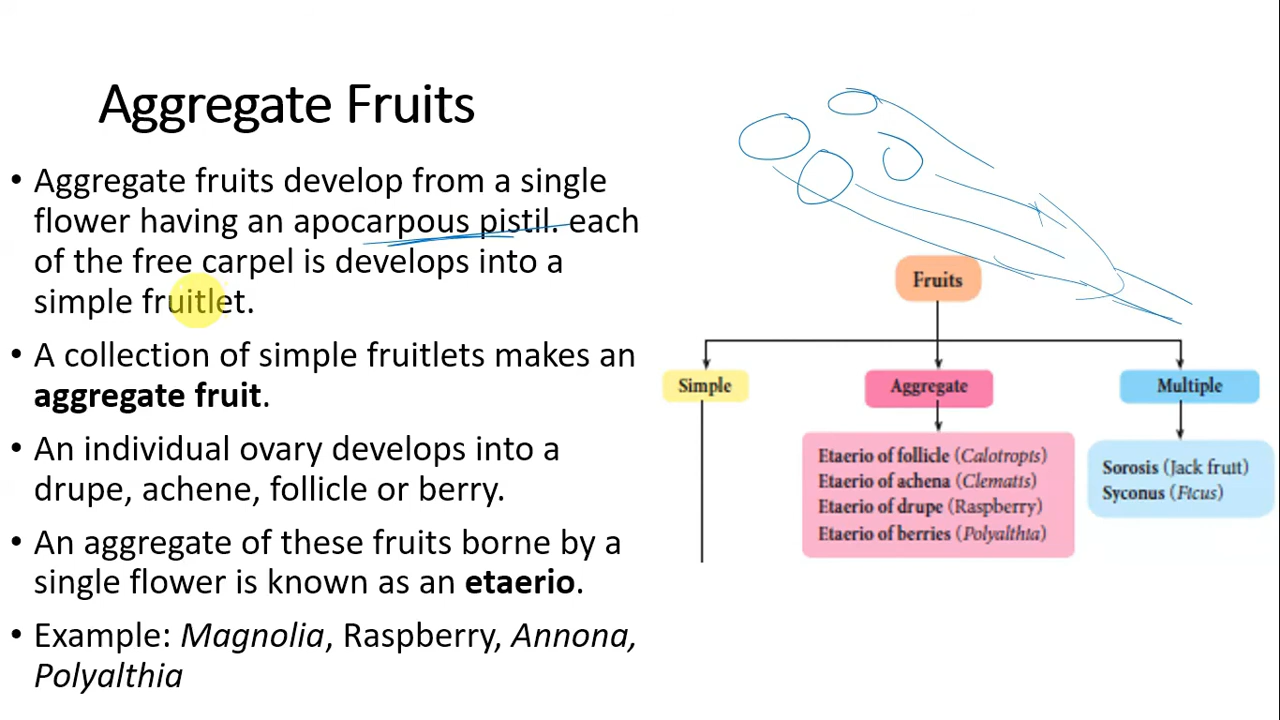 Aggregate Fruits
• Aggregate fruits develop from a single
flower having an apocarpous pistil. each
of the free carpel is develops into a
simple fruitlet.
• A collection of simple fruitlets makes an
aggregate fruit.
• An individual ovary develops into a
drupe, achene, follicle or berry.
• An aggregate of these fruits borne by a
single flower is known as an etaerio.
• Example: Magnolia, Raspberry, Annona,
Polyalthia
Fruits
Simple
Aggregate
Multiple
Etaerio of follicle (Calotropis)
Etaerio of achena (Clematis)
Etaerio of drupe (Raspberry)
Etaerio of berries (Polyalthia)
Sorosis (Jack fruit)
Syconus (Ficus)